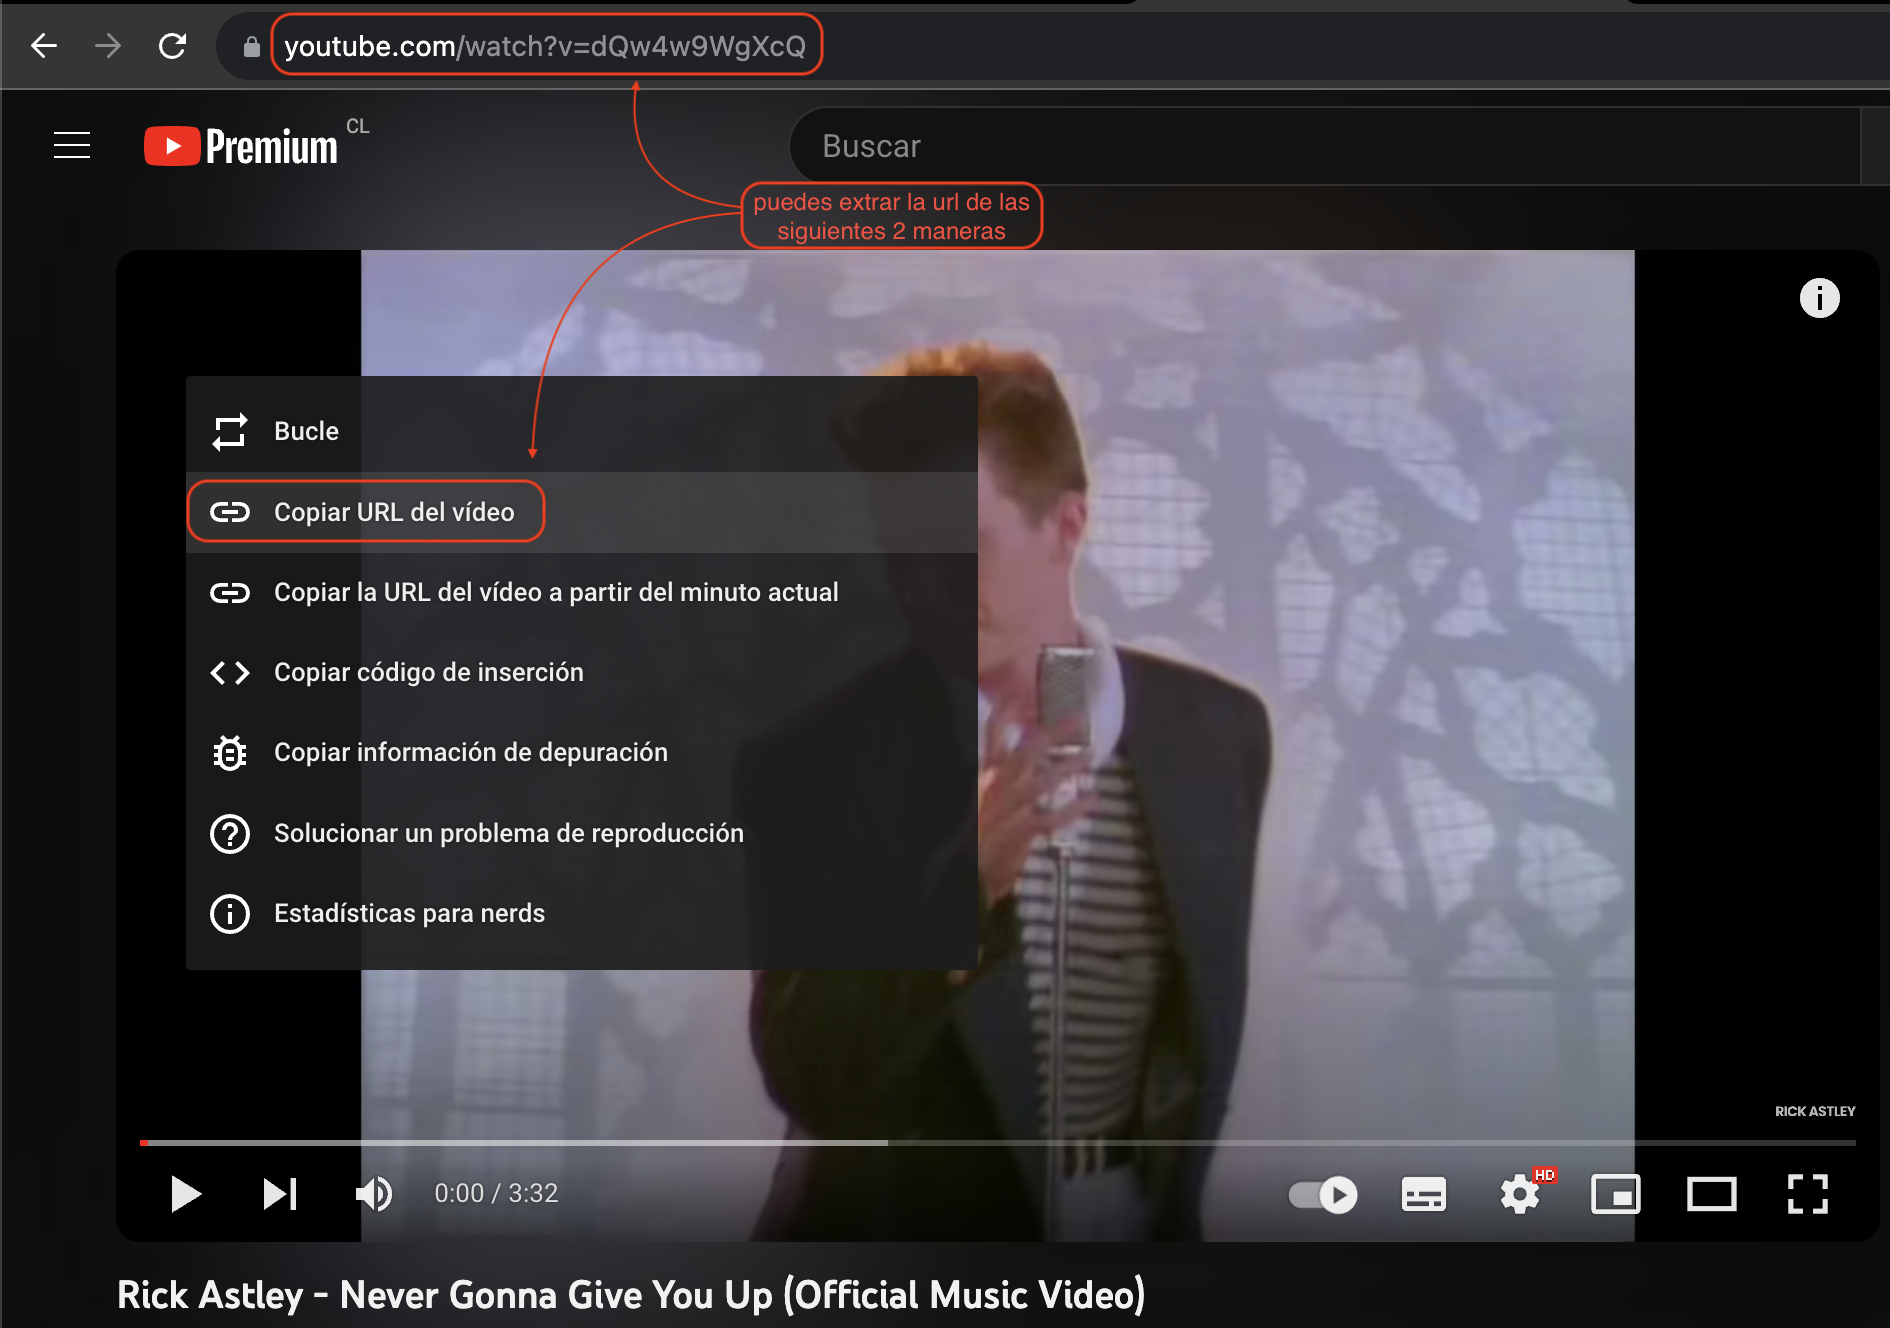 youtube.com/watch?v=dQw4w9WgXcQ
Premium CL
Buscar
puedes extrar la url de las
siguientes 2 maneras
Bucle
Copiar URL del vídeo
Copiar la URL del vídeo a partir del minuto actual
Copiar código de inserción
Copiar información de depuración
Solucionar un problema de reproducción
Estadísticas para nerds
RICK ASTLEY
0:00 / 3:32
HD
Rick Astley - Never Gonna Give You Up (Official Music Video)